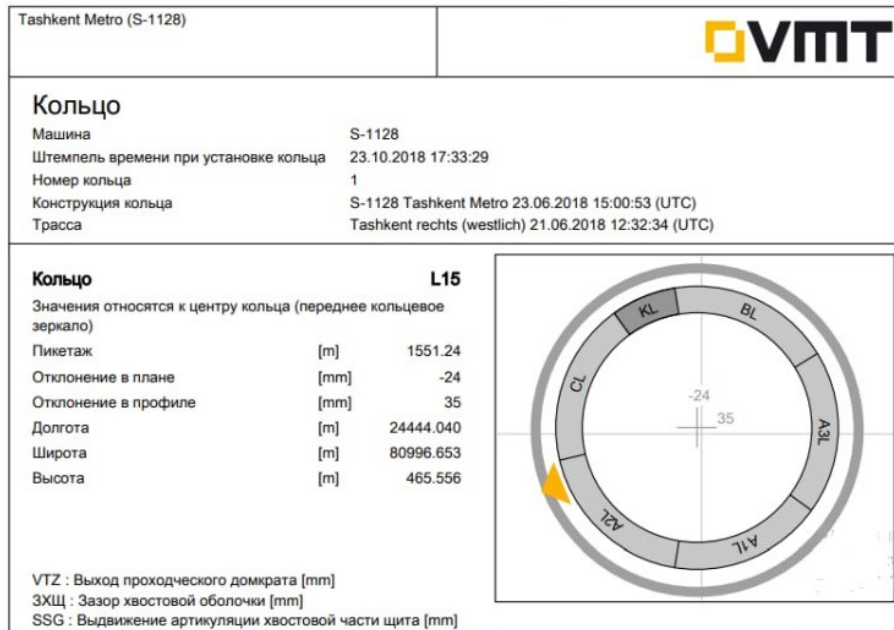 Tashkent Metro (S-1128)
VMT
Кольцо
Машина S-1128
Штемпель времени при установке кольца 23.10.2018 17:33:29
Номер кольца 1
Конструкция кольца S-1128 Tashkent Metro 23.06.2018 15:00:53 (UTC)
Трасса Tashkent rechts (westlich) 21.06.2018 12:32:34 (UTC)
Кольцо L15
Значения относятся к центру кольца (переднее кольцевое
зеркало)
Пикетаж [m] 1551.24
Отклонение в плане [mm] -24
Отклонение в профиле [mm] 35
Долгота [m] 24444.040
Широта [m] 80996.653
Высота [m] 465.556
KL
BL
CL
-24
35
A3L
A2L
A1L
VTZ : Выход проходческого домкрата [mm]
ЗХЩ : Зазор хвостовой оболочки [mm]
SSG : Выдвижение артикуляции хвостовой части щита [mm]